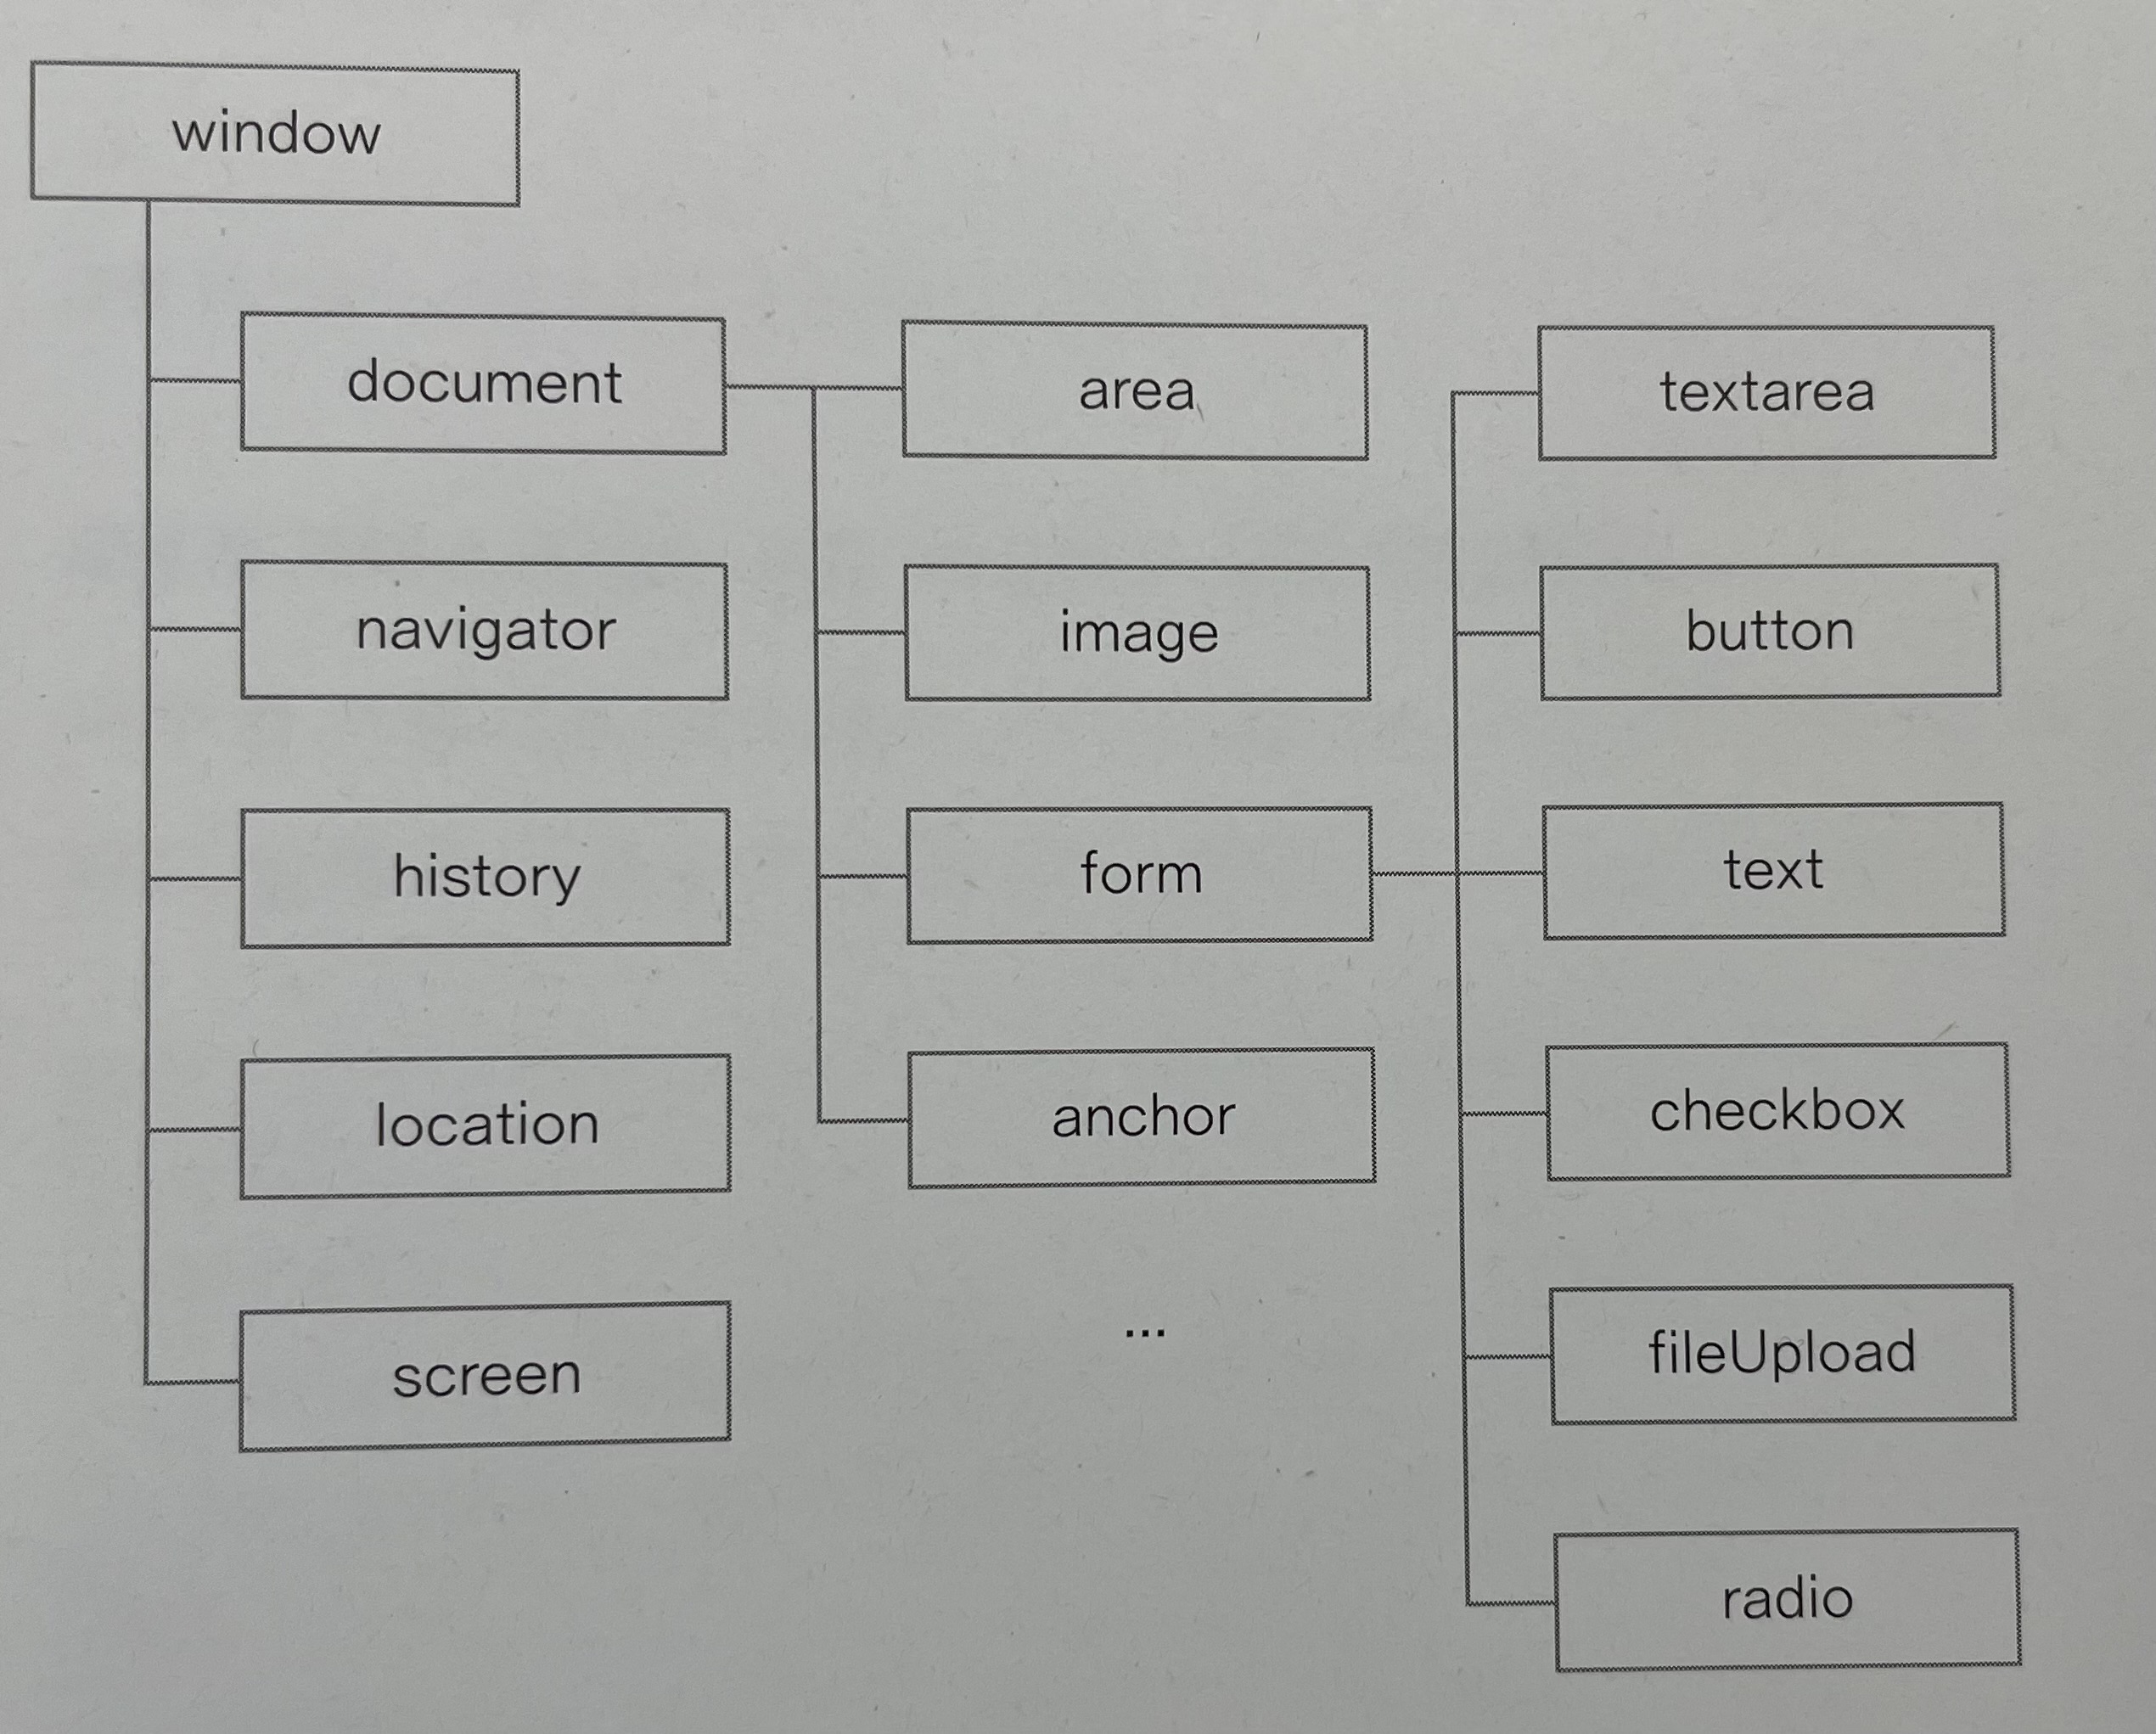 window
document
navigator
history
location
screen
area
image
form
anchor
...
textarea
button
text
checkbox
fileUpload
radio